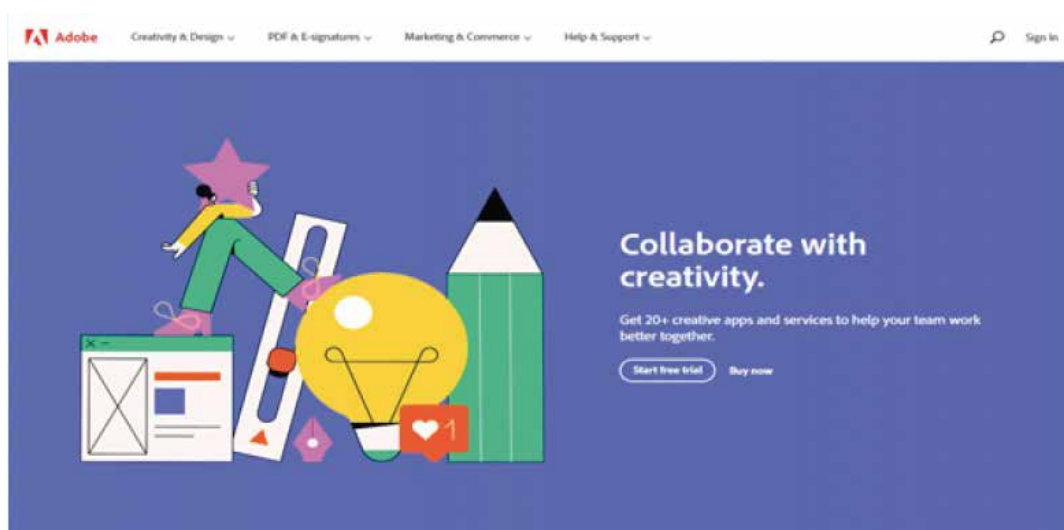 Adobe
Creativity & Design
PDF & E-signatures
Marketing & Commerce
Help & Support
Sign In
Collaborate with
creativity.
Get 20+ creative apps and services to help your team work
better together.
Start free trial
Buy now
1